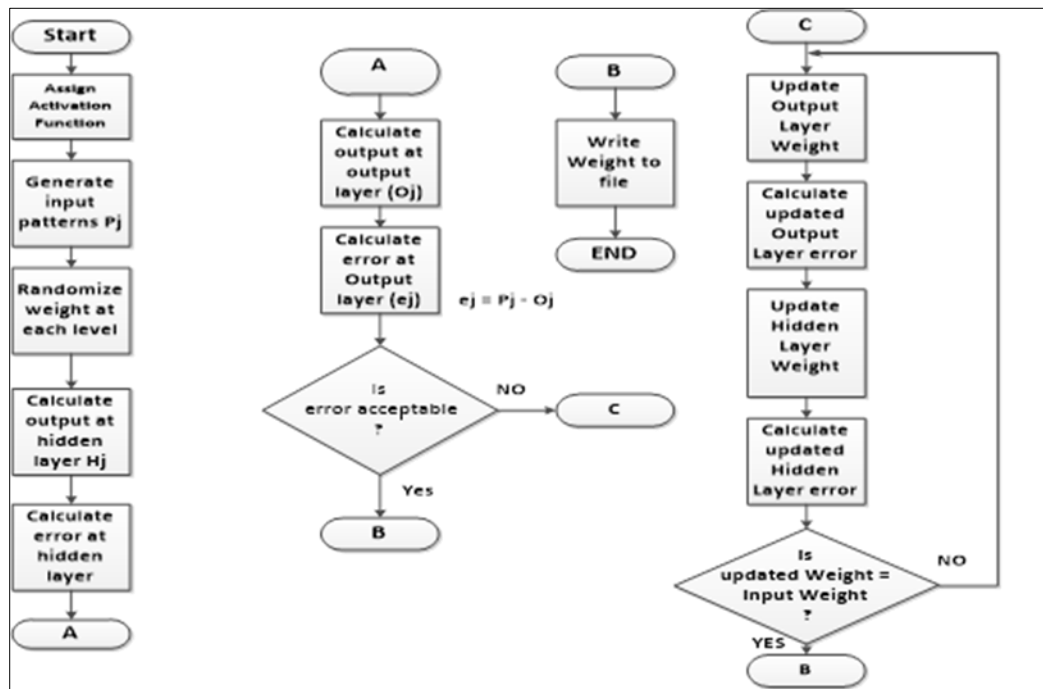 Start
Assign
Activation
Function
Generate
input
patterns Pj
Randomize
weight at
each level
Calculate
output at
hidden
layer Hj
Calculate
error at
hidden
layer
A
A
Calculate
output at
output
layer (Oj)
Calculate
error at
Output
layer (ej)
ej = Pj - Oj
Is
error acceptable
?
NO
C
Yes
B
B
Write
Weight to
file
END
C
Update
Output
Layer
Weight
Calculate
updated
Output
Layer error
Update
Hidden
Layer
Weight
Calculate
updated
Hidden
Layer error
Is
updated Weight =
Input Weight
?
NO
YES
B